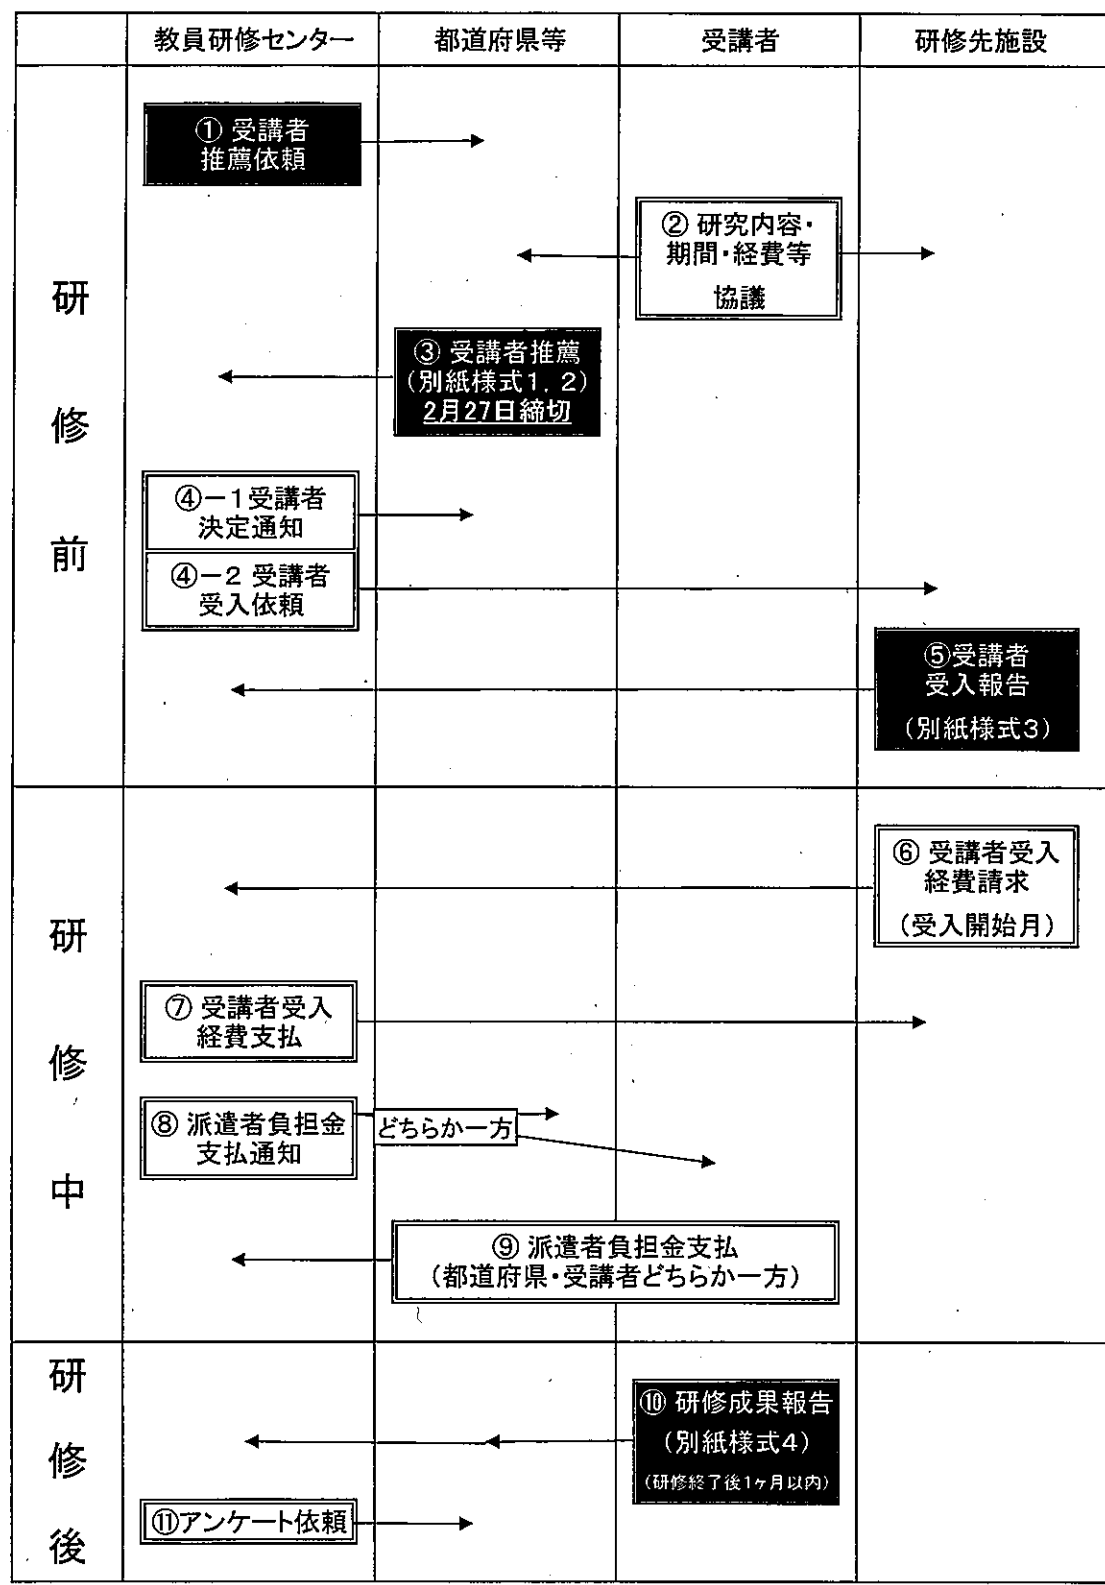 教員研修センター
都道府県等
受講者
研修先施設
研修前
① 受講者
推薦依頼
② 研究内容・
期間・経費等
協議
③ 受講者推薦
(別紙様式1，2)
2月27日締切
④－1受講者
決定通知
④－2 受講者
受入依頼
⑤受講者
受入報告
(別紙様式3)
研修中
⑥ 受講者受入
経費請求
(受入開始月)
⑦ 受講者受入
経費支払
⑧ 派遣者負担金
支払通知
どちらか一方
⑨ 派遣者負担金支払
(都道府県・受講者どちらか一方)
研修後
⑩ 研修成果報告
(別紙様式4)
(研修終了後1ヶ月以内)
⑪アンケート依頼